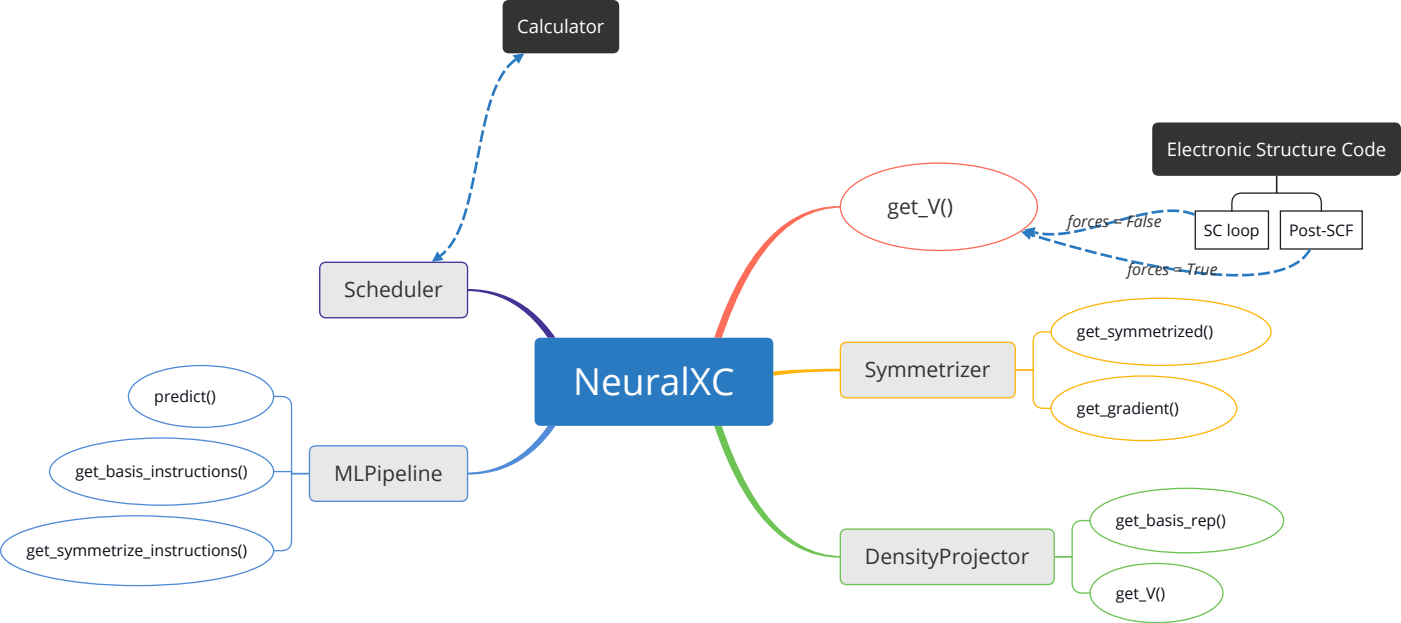 Calculator
Electronic Structure Code
get_V()
forces = False
SC loop
Post-SCF
forces = True
Scheduler
get_symmetrized()
Symmetrizer
NeuralXC
get_gradient()
predict()
get_basis_instructions()
MLPipeline
get_symmetrize_instructions()
get_basis_rep()
DensityProjector
get_V()